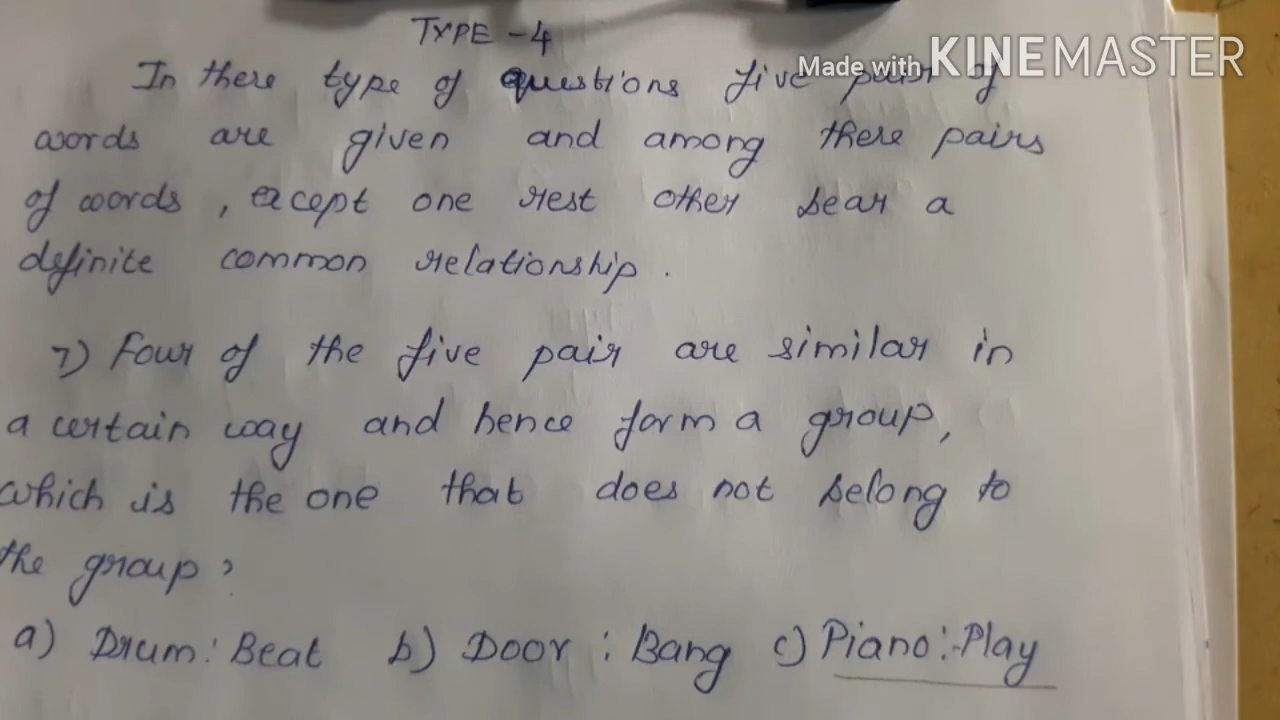 TYPE - 4
Made with KINEMASTER
In these type of questions five pair of
words are given and among these pairs
of words, except one rest other bear a
definite common relationship.
7) Four of the five pair are similar in
a certain way and hence form a group,
which is the one that does not belong to
the group?
a) Drum : Beat b) Door : Bang c) Piano : Play